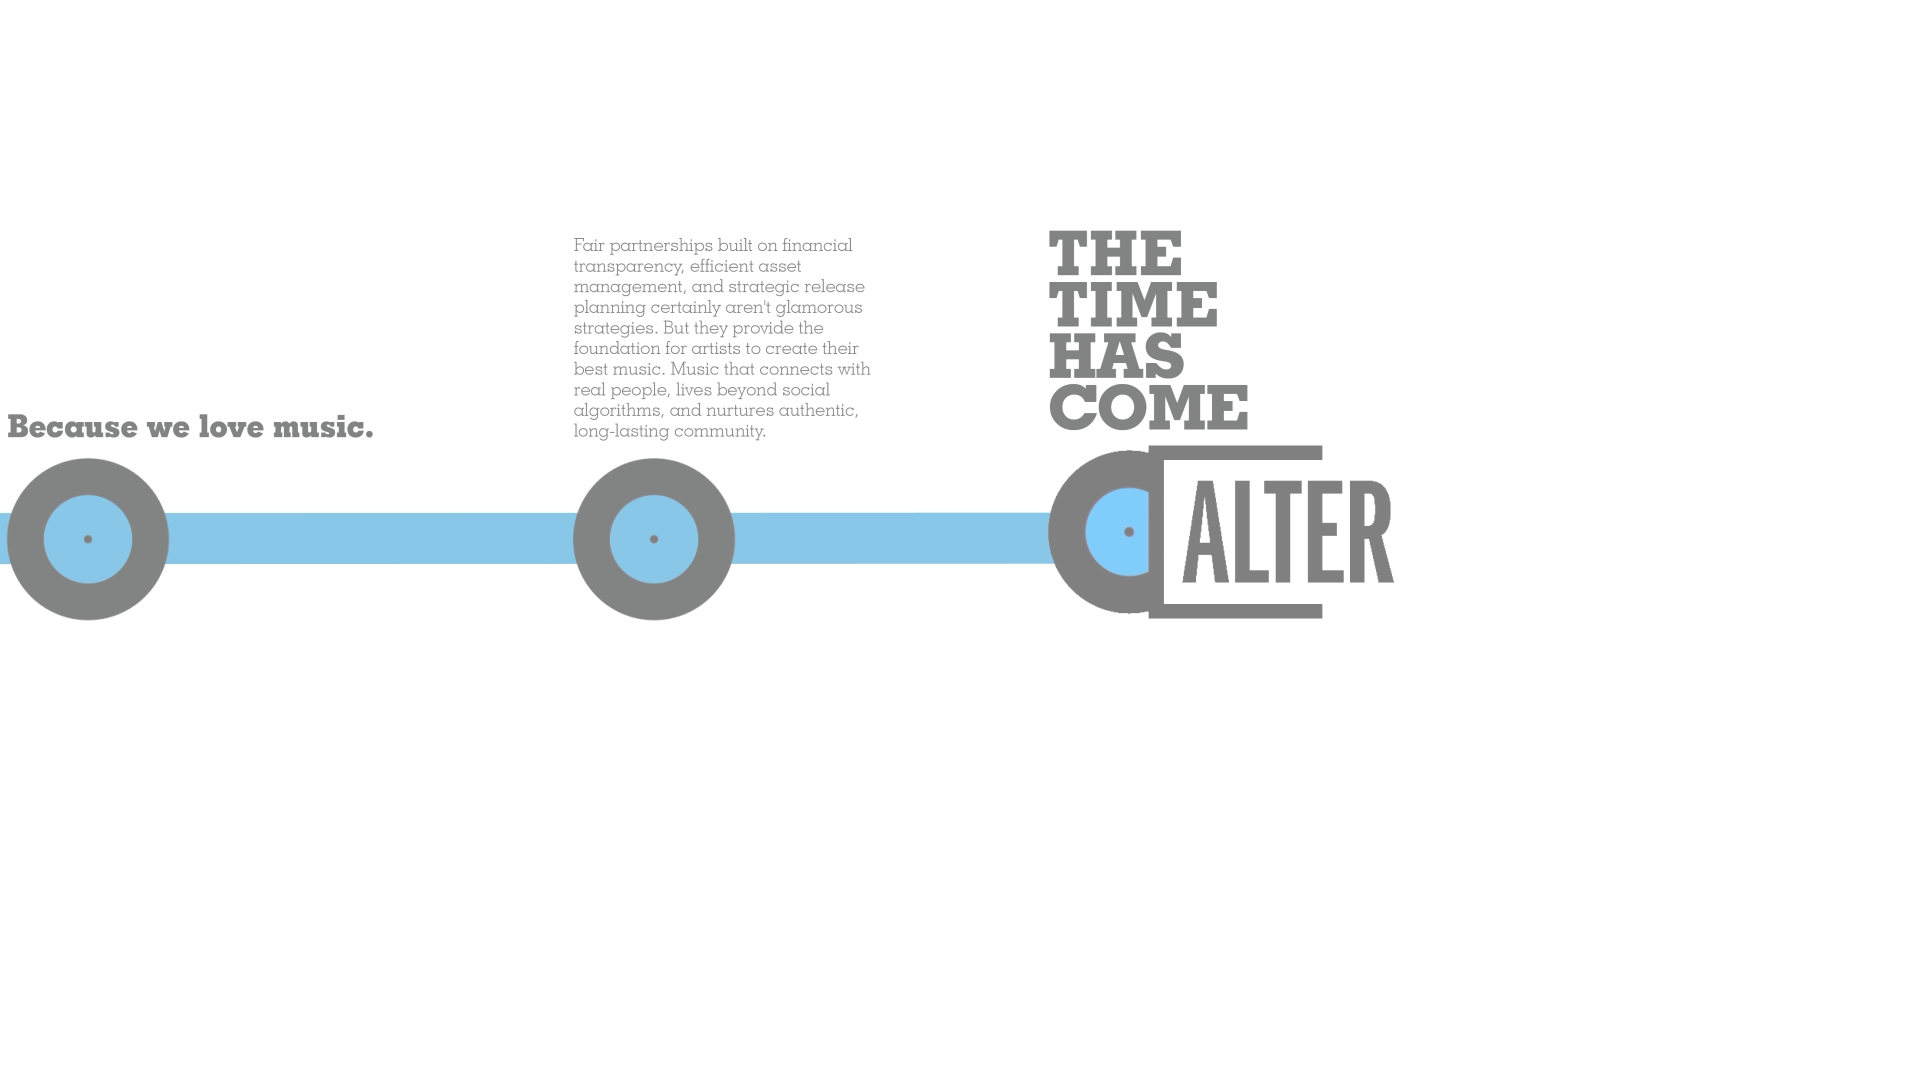 Because we love music.
Fair partnerships built on financial
transparency, efficient asset
management, and strategic release
planning certainly aren't glamorous
strategies. But they provide the
foundation for artists to create their
best music. Music that connects with
real people, lives beyond social
algorithms, and nurtures authentic,
long-lasting community.
THE
TIME
HAS
COME
ALTER